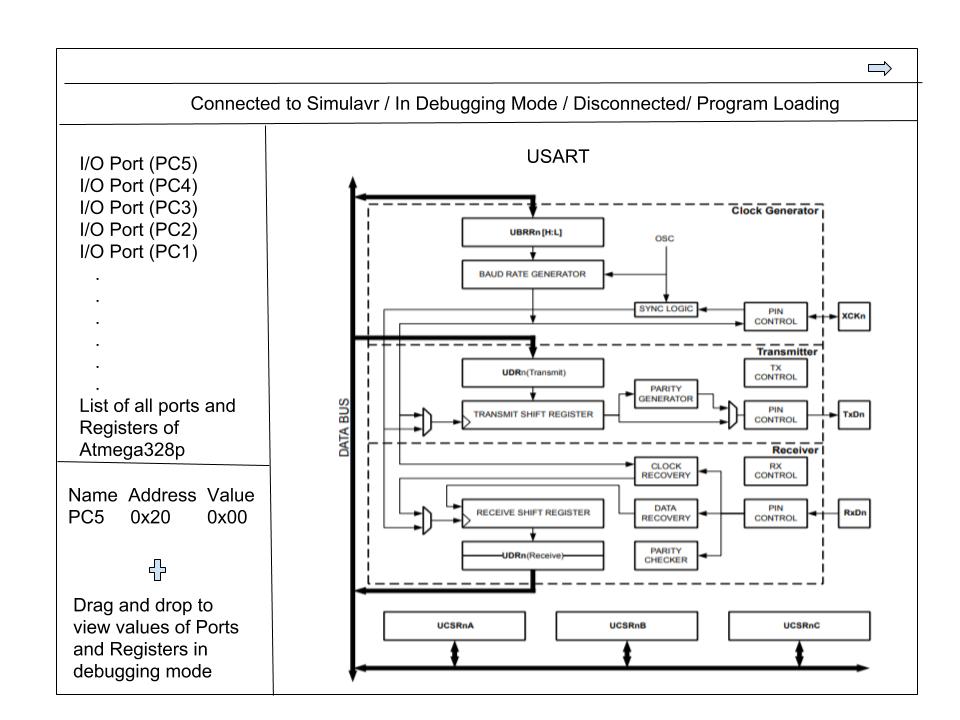 Connected to Simulavr / In Debugging Mode / Disconnected/ Program Loading
I/O Port (PC5)
I/O Port (PC4)
I/O Port (PC3)
I/O Port (PC2)
I/O Port (PC1)
.
.
.
.
.
.
List of all ports and
Registers of
Atmega328p
Name Address Value
PC5 0x20 0x00
Drag and drop to
view values of Ports
and Registers in
debugging mode
USART
DATA BUS
Clock Generator
UBRRn [H:L]
OSC
BAUD RATE GENERATOR
SYNC LOGIC
PIN
CONTROL
XCKn
Transmitter
UDRn(Transmit)
TX
CONTROL
PARITY
GENERATOR
TRANSMIT SHIFT REGISTER
PIN
CONTROL
TxDn
Receiver
CLOCK
RECOVERY
RX
CONTROL
RECEIVE SHIFT REGISTER
DATA
RECOVERY
PIN
CONTROL
RxDn
UDRn(Receive)
PARITY
CHECKER
UCSRnA
UCSRnB
UCSRnC